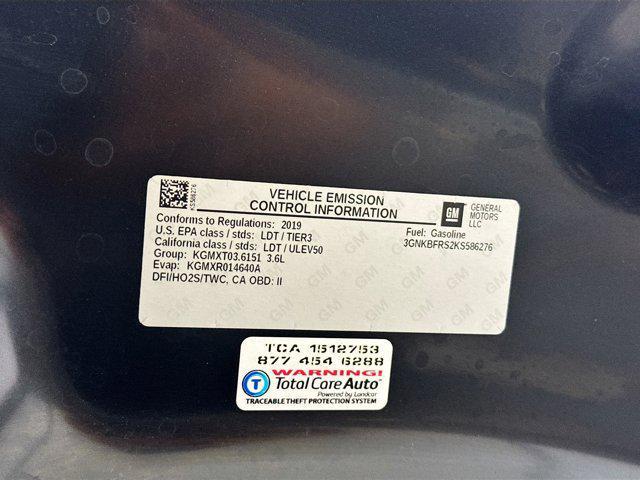 KS586276
VEHICLE EMISSION
CONTROL INFORMATION
GM
GENERAL
MOTORS
LLC
Conforms to Regulations: 2019
U.S. EPA class / stds: LDT / TIER3
California class / stds: LDT / ULEV50
Group: KGMXT03.6151 3.6L
Evap: KGMXR014640A
DFI/HO2S/TWC, CA OBD: II
Fuel: Gasoline
3GNKBFRS2KS586276
TCA 1512753
877 454 6288
WARNING!
T Total Care Auto
Powered by Landcar
TRACEABLE THEFT PROTECTION SYSTEM